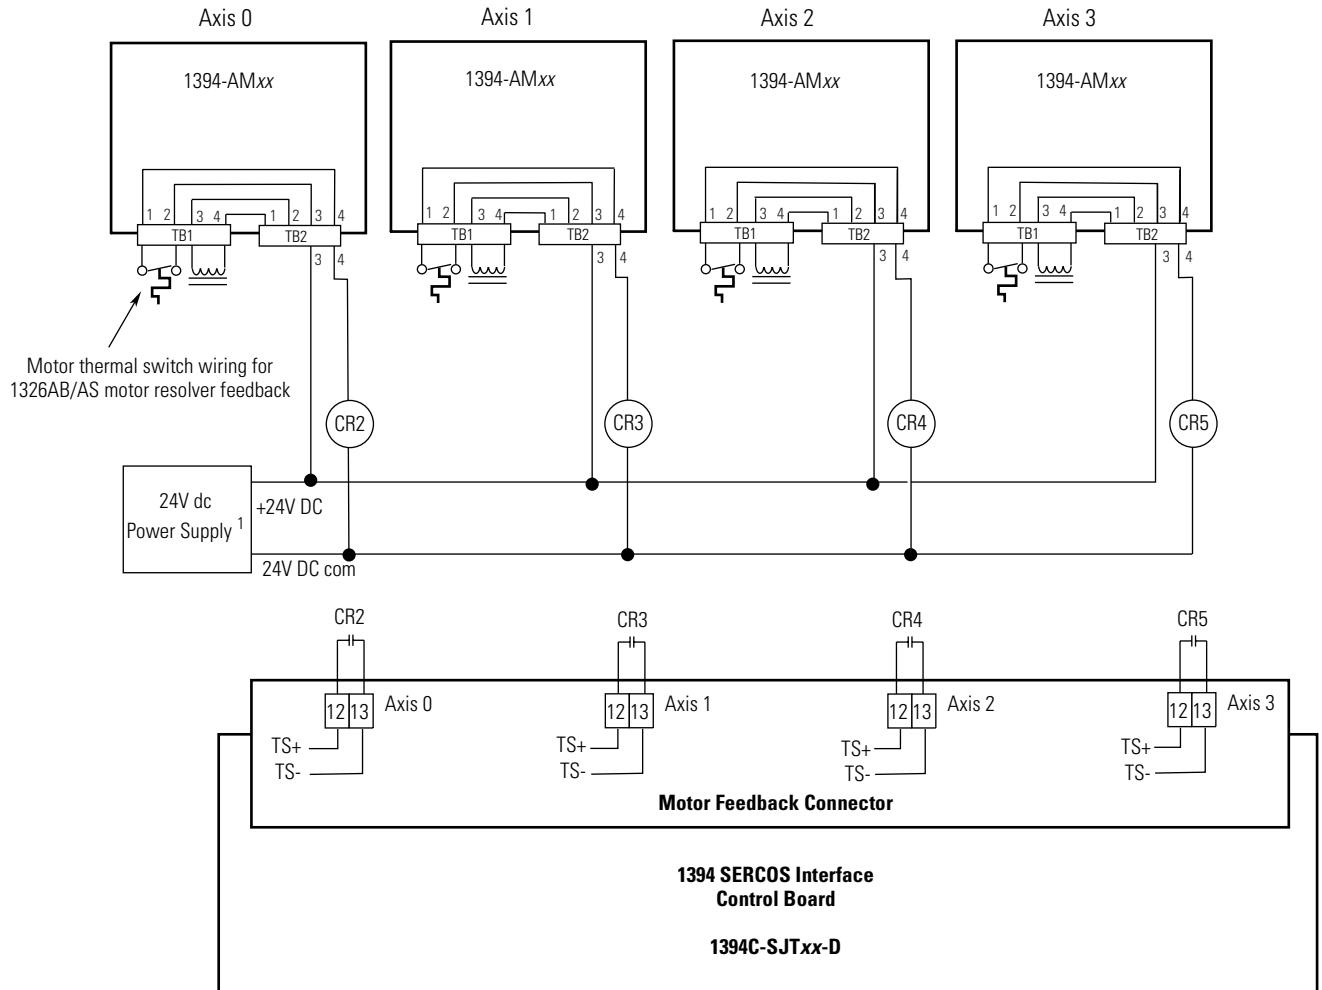 Axis 0 Axis 1 Axis 2 Axis 3
1394-AMxx 1394-AMxx 1394-AMxx 1394-AMxx
1 2 3 4 1 2 3 4 1 2 3 4 1 2 3 4 1 2 3 4 1 2 3 4 1 2 3 4 1 2 3 4
TB1 TB2 TB1 TB2 TB1 TB2 TB1 TB2
3 4 3 4 3 4 3 4
Motor thermal switch wiring for
1326AB/AS motor resolver feedback
CR2 CR3 CR4 CR5
24V dc
Power Supply 1
+24V DC
24V DC com
CR2 CR3 CR4 CR5
12 13 Axis 0 12 13 Axis 1 12 13 Axis 2 12 13 Axis 3
TS+ TS+ TS+ TS+
TS- TS- TS- TS-
Motor Feedback Connector
1394 SERCOS Interface
Control Board
1394C-SJTxx-D